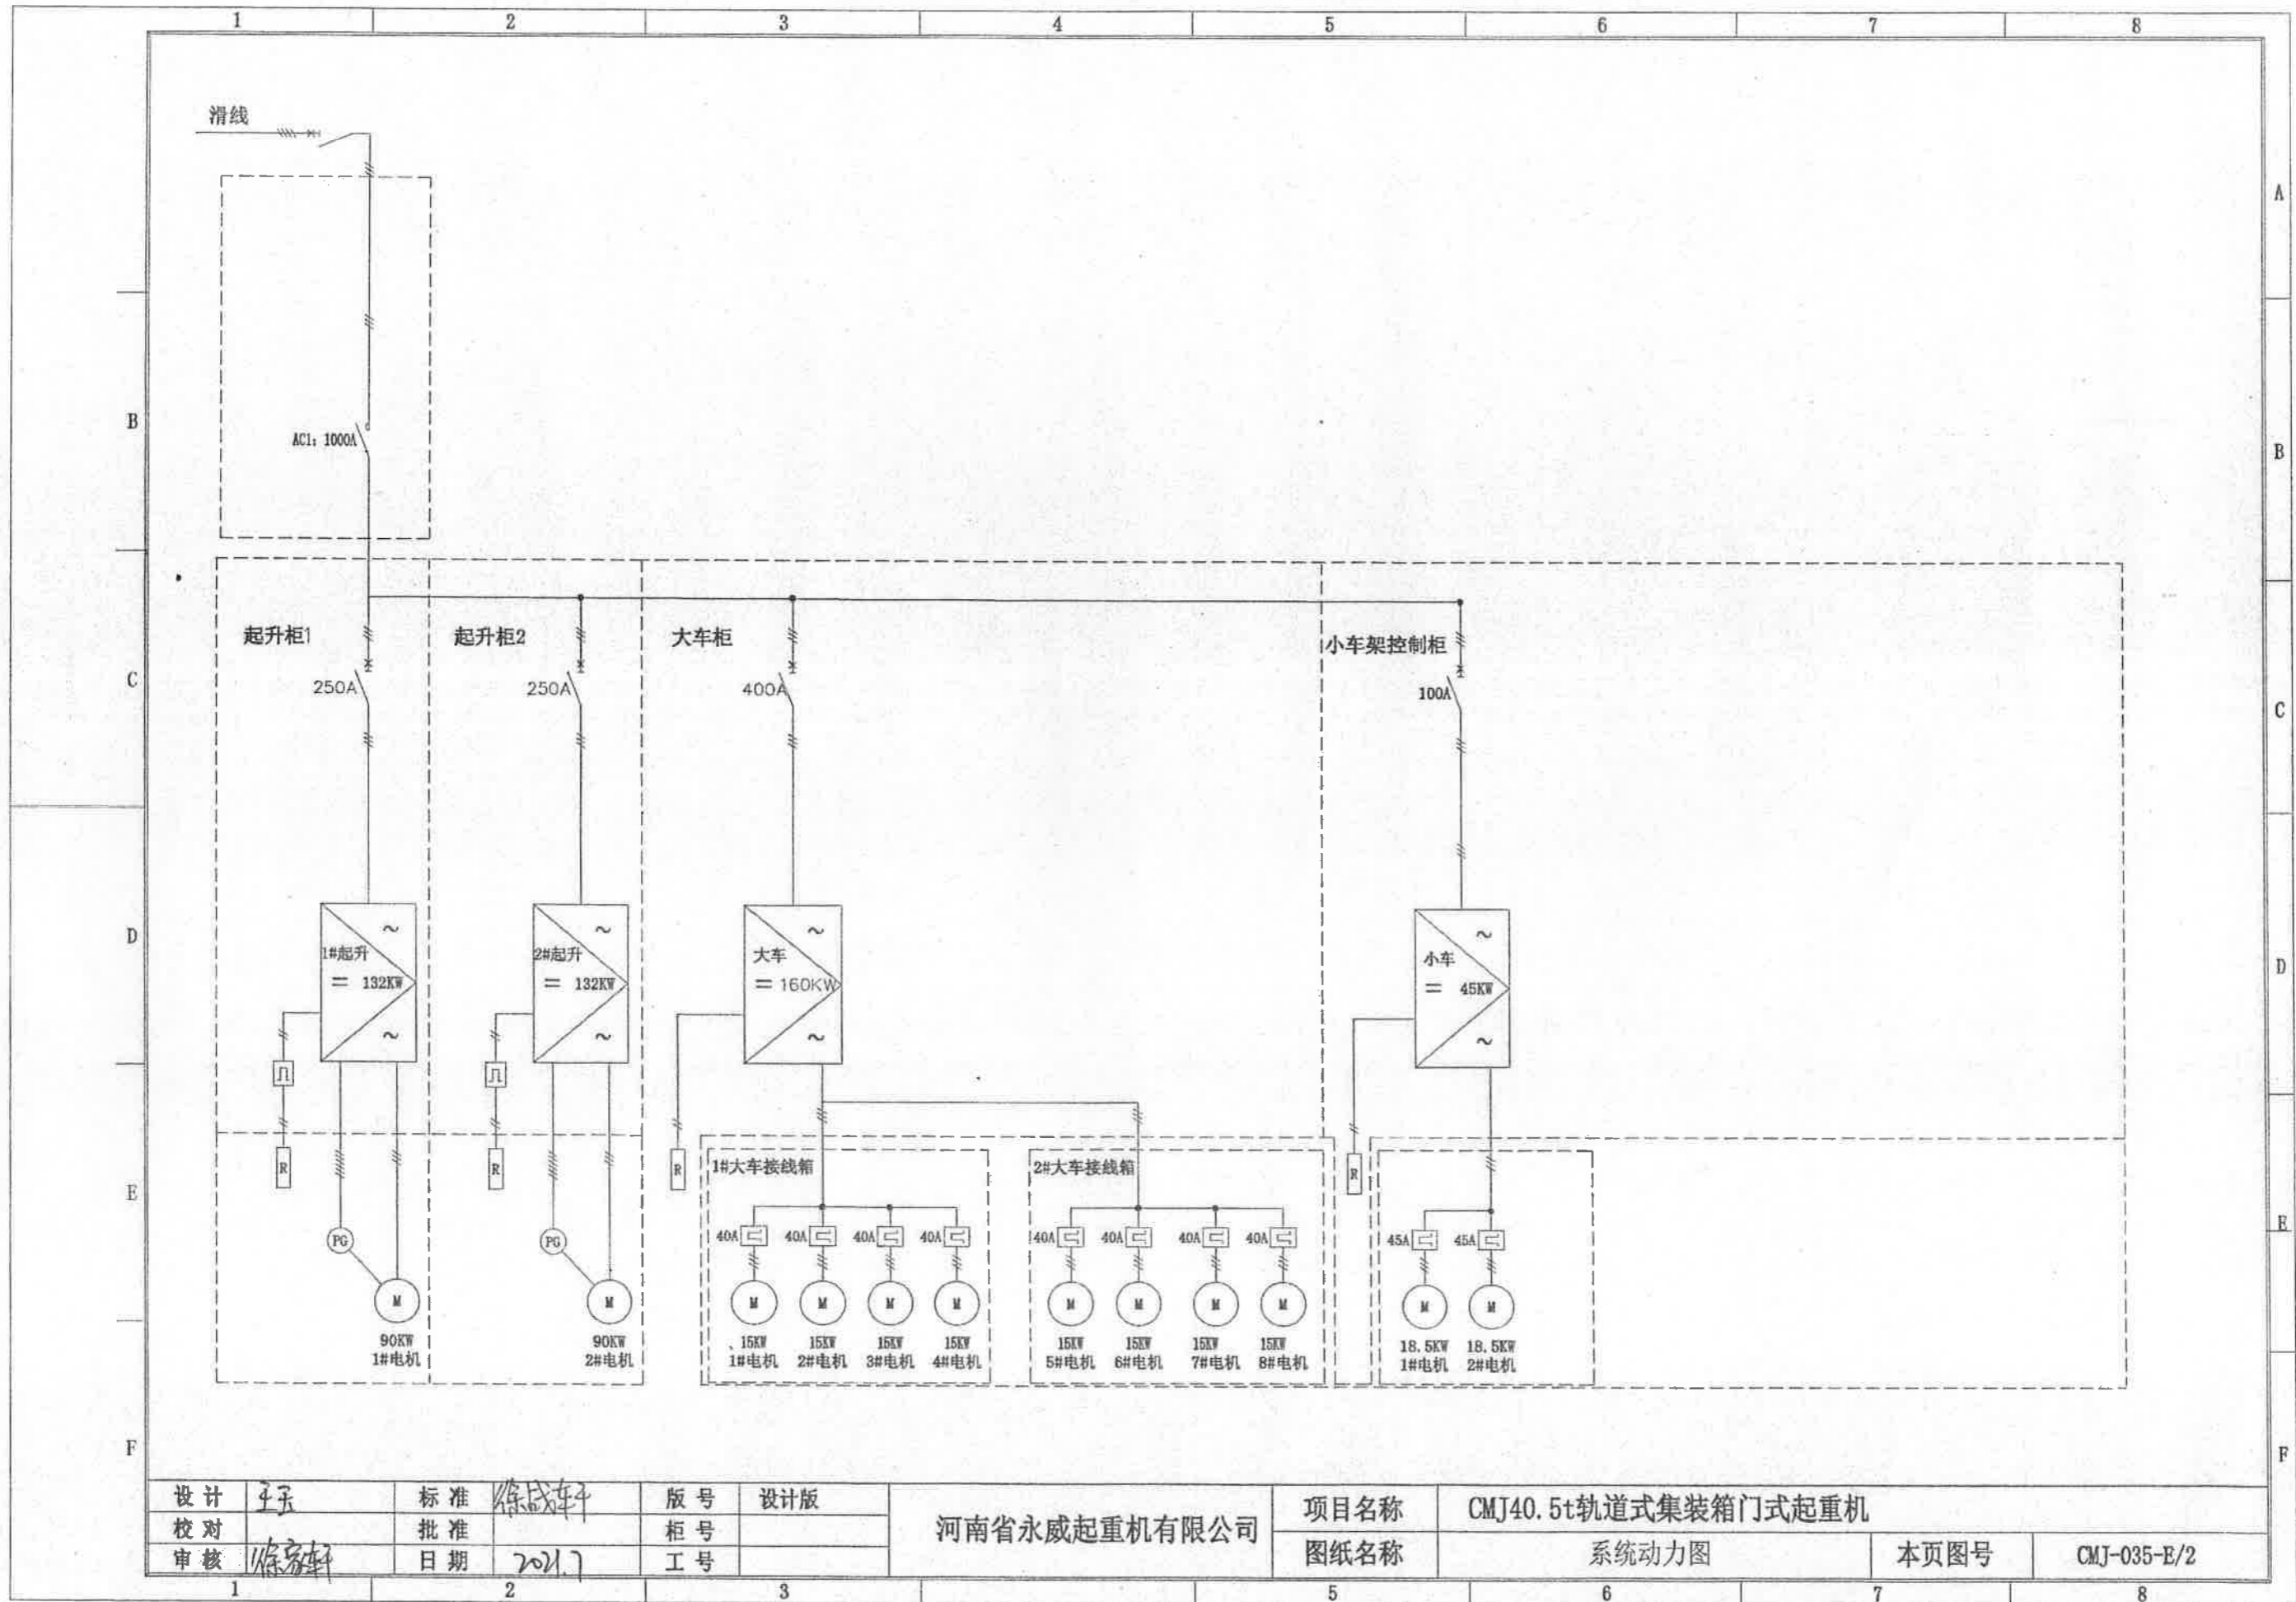 1 2 3 4 5 6 7 8
滑线
A
B
AC1: 1000A
B
起升柜1 起升柜2 大车柜 小车架控制柜
C
250A 250A 400A 100A
C
D
1#起升 2#起升 大车 小车
= 132KW = 132KW = 160KW = 45KW
~ ~ ~ ~
~ ~ ~ ~
D
E
R R R R
1#大车接线箱 2#大车接线箱
E
PG PG
40A 40A 40A 40A 40A 40A 40A 40A 45A 45A
M M M M M M M M M M M M
90KW 90KW 15KW 15KW 15KW 15KW 15KW 15KW 15KW 15KW 18.5KW 18.5KW
1#电机 2#电机 1#电机 2#电机 3#电机 4#电机 5#电机 6#电机 7#电机 8#电机 1#电机 2#电机
F
F
设计 标准 版号 设计版
校对 批准 柜号
审核 日期 2021.7 工号
河南省永威起重机有限公司
项目名称 CMJ40.5t轨道式集装箱门式起重机
图纸名称 系统动力图 本页图号 CMJ-035-E/2
1 2 3 5 6 7 8